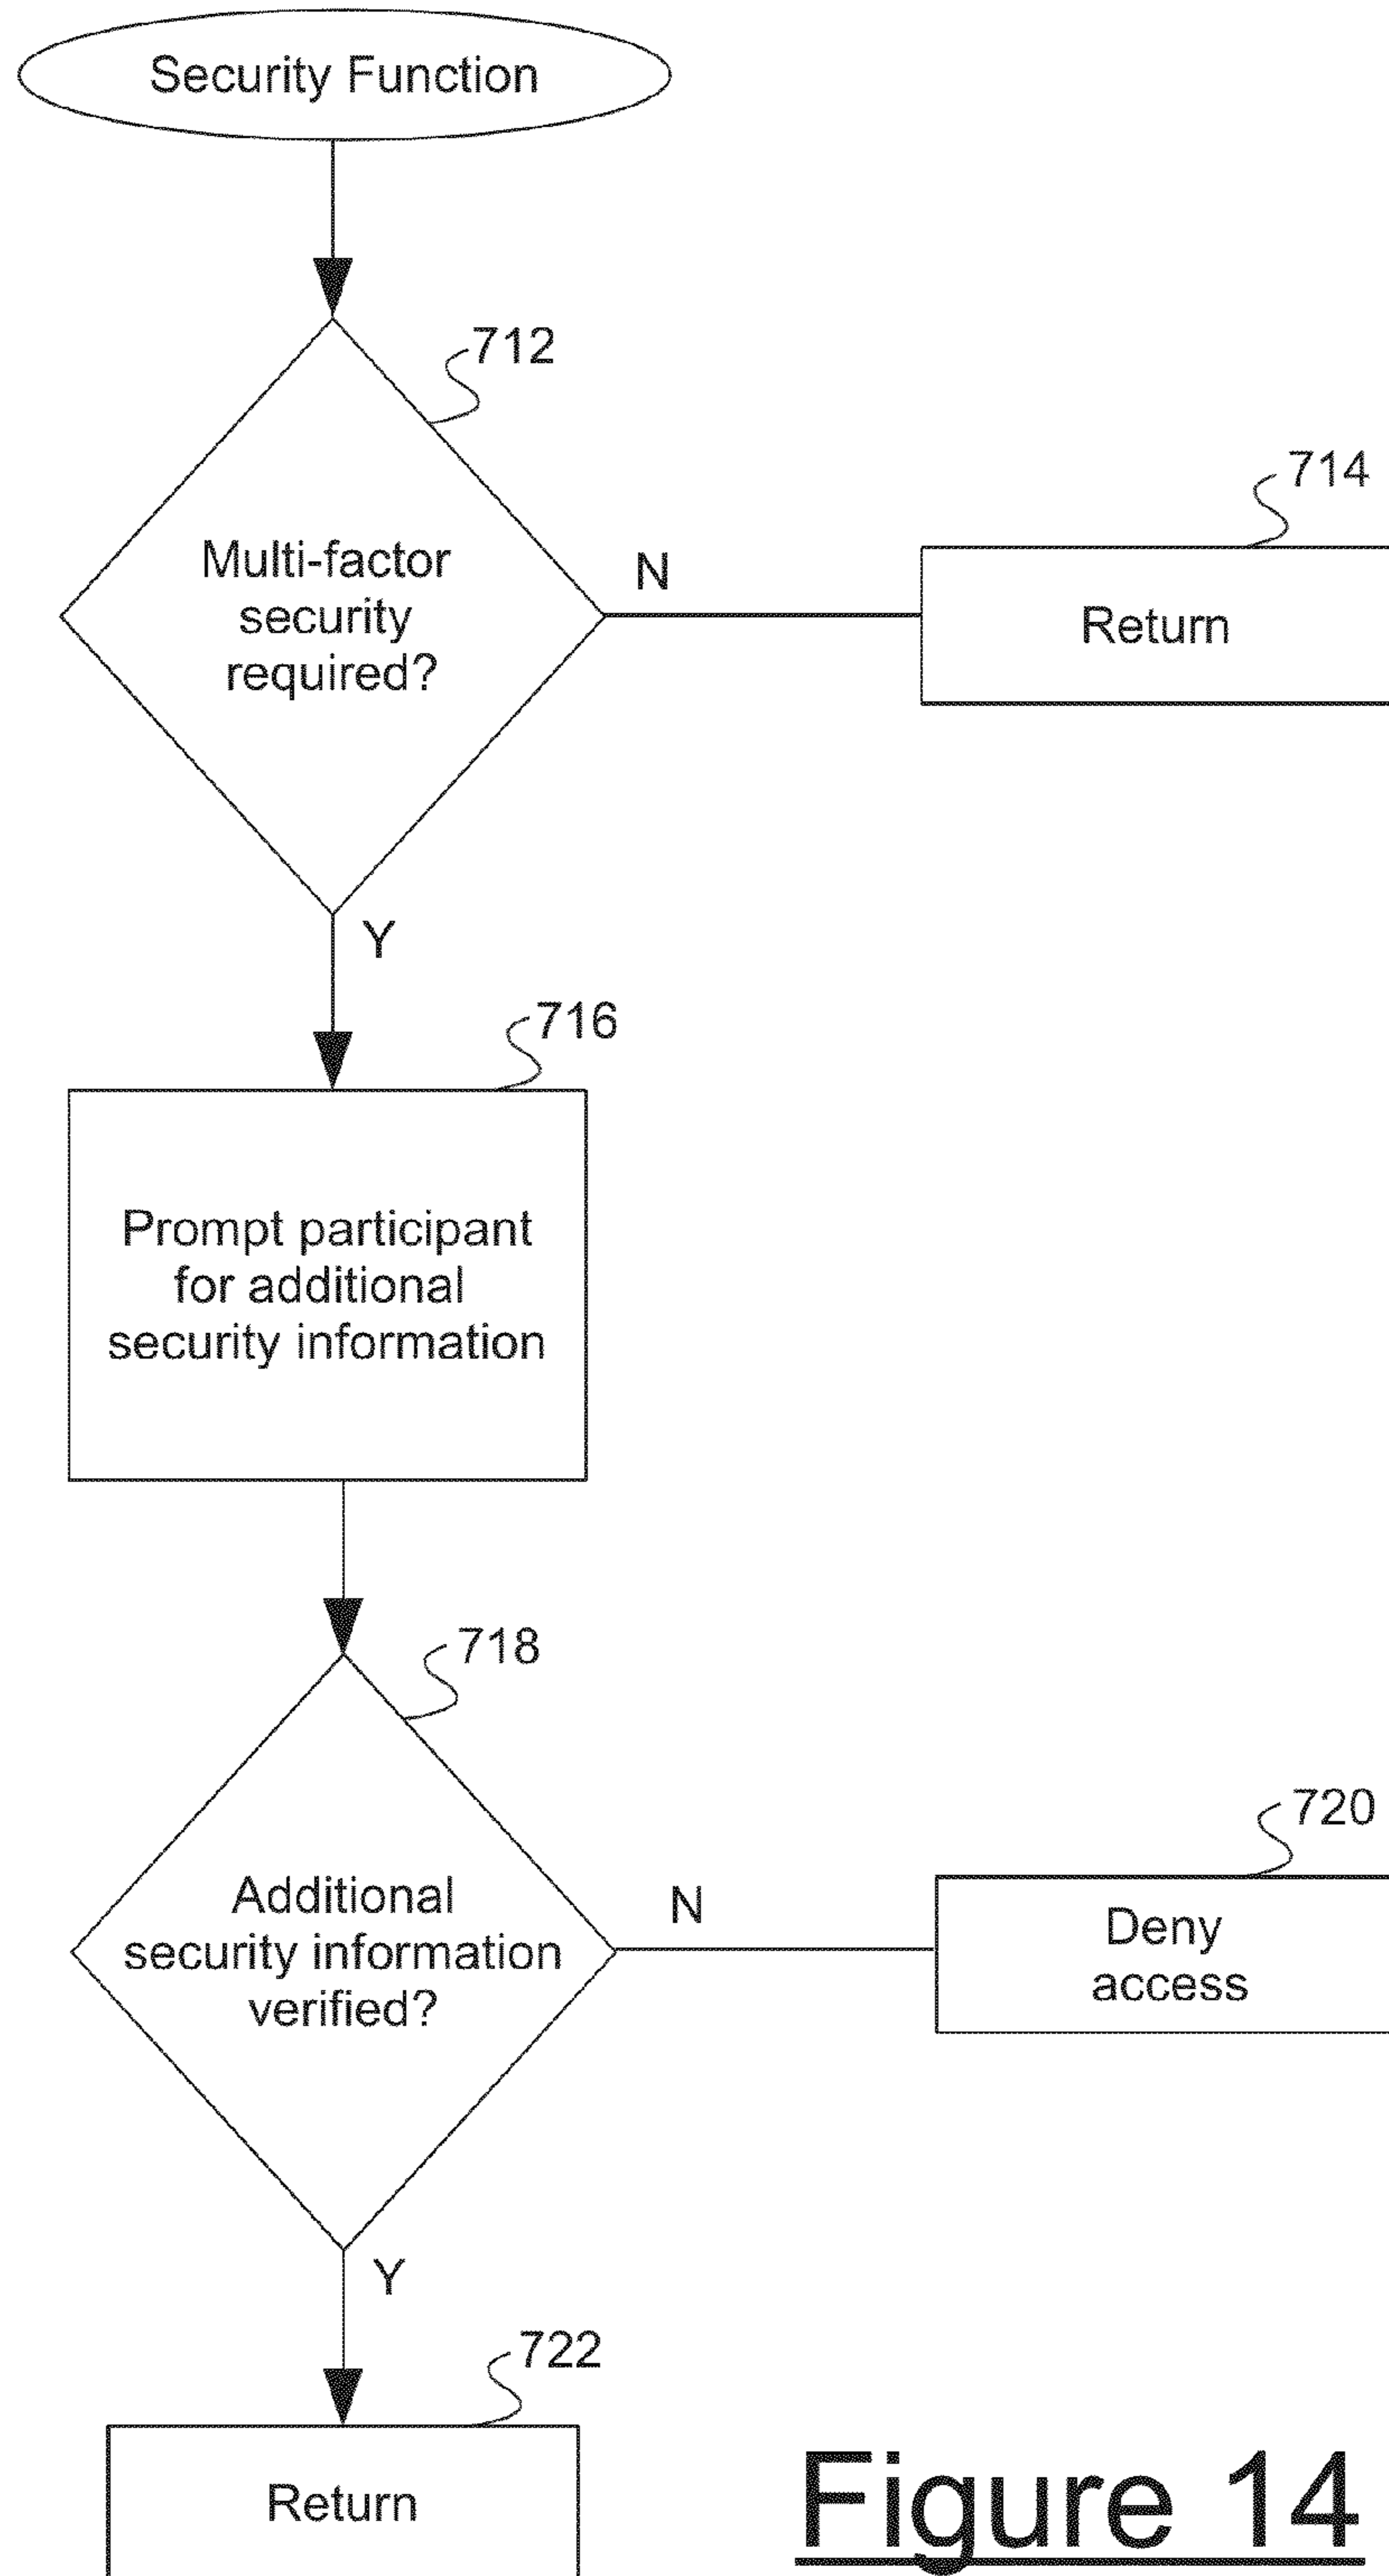 Security Function
712
Multi-factor
security
required?
N
714
Return
Y
716
Prompt participant
for additional
security information
718
Additional
security information
verified?
N
720
Deny
access
Y
722
Return
Figure 14